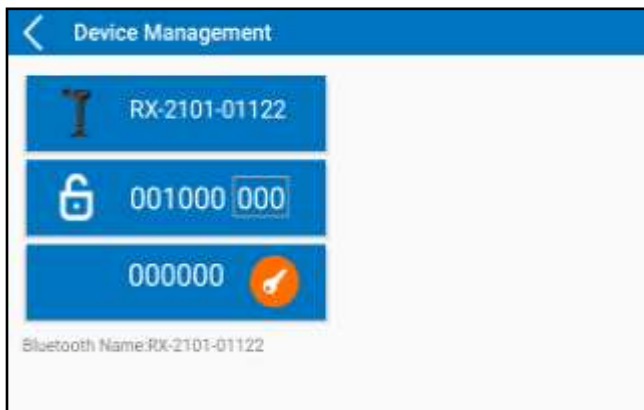 Device Management
RX-2101-01122
001000 000
000000
Bluetooth Name:RX-2101-01122